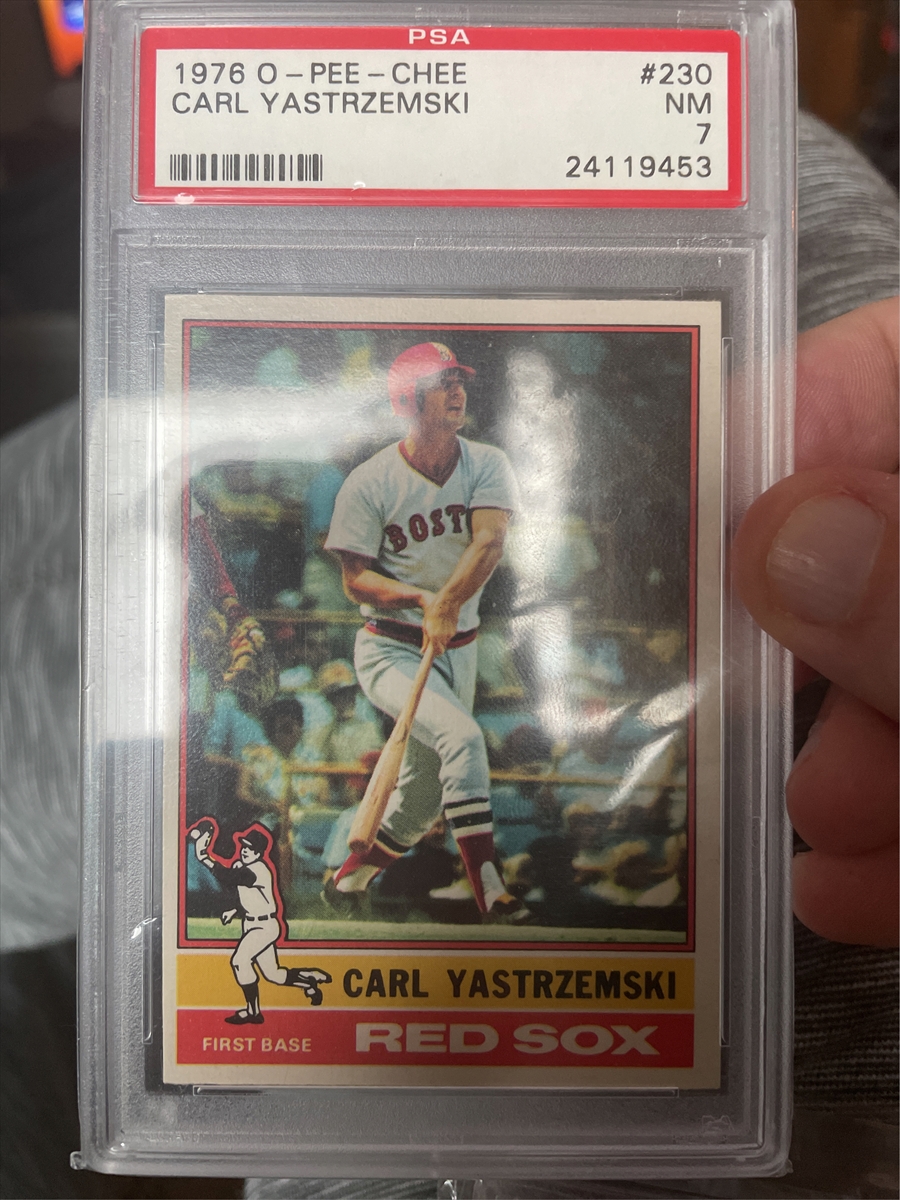 PSA
1976 O-PEE-CHEE #230
CARL YASTRZEMSKI NM
7
24119453
BOST
CARL YASTRZEMSKI
FIRST BASE RED SOX